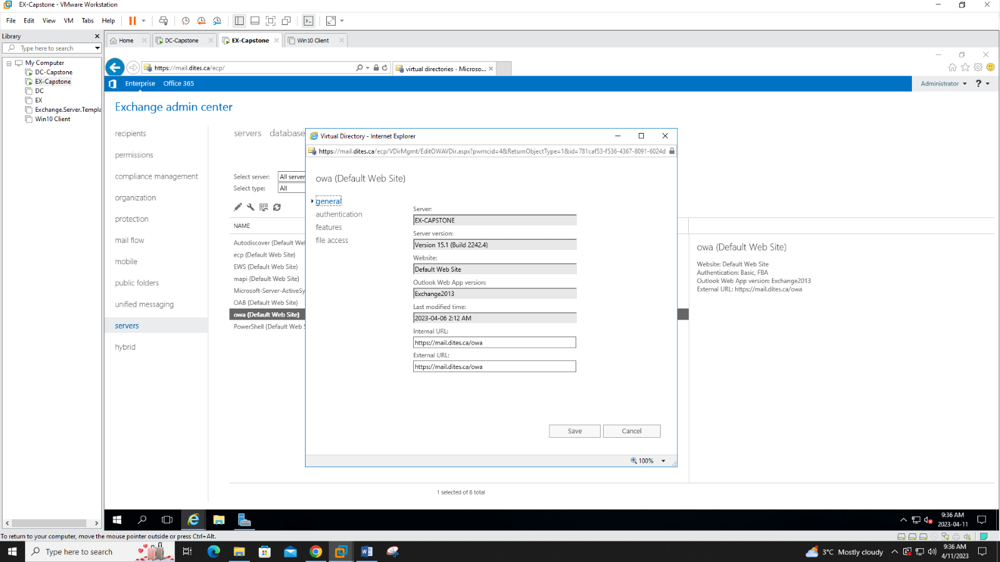 EX-Capstone - VMware Workstation
File Edit View VM Tabs Help
Library
Type here to search
My Computer
DC-Capstone
EX-Capstone
DC
EX
Exchange.Server.Templa
Win10 Client
Home DC-Capstone EX-Capstone Win10 Client
https://mail.dites.ca/ecp/ virtual directories - Microso...
Enterprise Office 365 Administrator ?
Exchange admin center
recipients
permissions
compliance management
organization
protection
mail flow
mobile
public folders
unified messaging
servers
hybrid
servers database
Select server: All server
Select type: All
NAME
Autodiscover (Default Wel
ecp (Default Web Site)
EWS (Default Web Site)
mapi (Default Web Site)
Microsoft-Server-ActiveSy
OAB (Default Web Site)
owa (Default Web Site)
PowerShell (Default Web S
Virtual Directory - Internet Explorer
https://mail.dites.ca/ecp/VDirMgmt/EditOWAVDir.aspx?pwmcid=4&ReturnObjectType=1&id=781caf53-f536-4367-8091-6024d
owa (Default Web Site)
general
authentication
features
file access
Server:
EX-CAPSTONE
Server version:
Version 15.1 (Build 2242.4)
Website:
Default Web Site
Outlook Web App version:
Exchange2013
Last modified time:
2023-04-06 2:12 AM
Internal URL:
https://mail.dites.ca/owa
External URL:
https://mail.dites.ca/owa
Save Cancel
100%
owa (Default Web Site)
Website: Default Web Site
Authentication: Basic, FBA
Outlook Web App version: Exchange2013
External URL: https://mail.dites.ca/owa
1 selected of 8 total
9:36 AM
2023-04-11
To return to your computer, move the mouse pointer outside or press Ctrl+Alt.
Type here to search
3°C Mostly cloudy
9:36 AM
4/11/2023